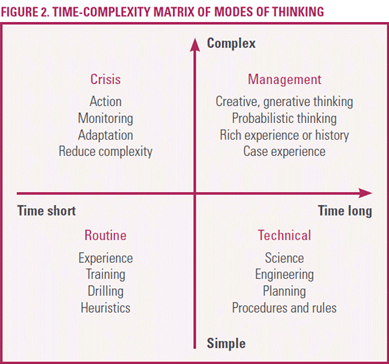 FIGURE 2. TIME-COMPLEXITY MATRIX OF MODES OF THINKING
Complex
Crisis
Action
Monitoring
Adaptation
Reduce complexity
Management
Creative, gnerative thinking
Probabilistic thinking
Rich experience or history
Case experience
Time short
Time long
Routine
Experience
Training
Drilling
Heuristics
Technical
Science
Engineering
Planning
Procedures and rules
Simple